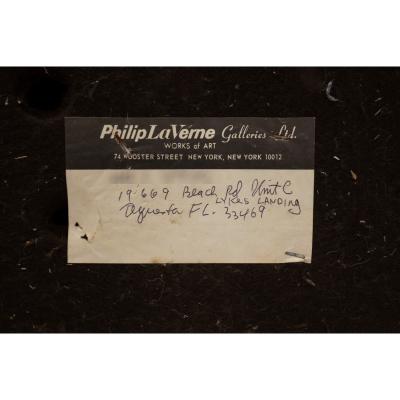 Philip LaVerne Galleries Ltd.
WORKS of ART
74 WOOSTER STREET NEW YORK, NEW YORK 10012
19669 Beach Rd Unit C
LYKES LANDING
Tequesta FL. 33469